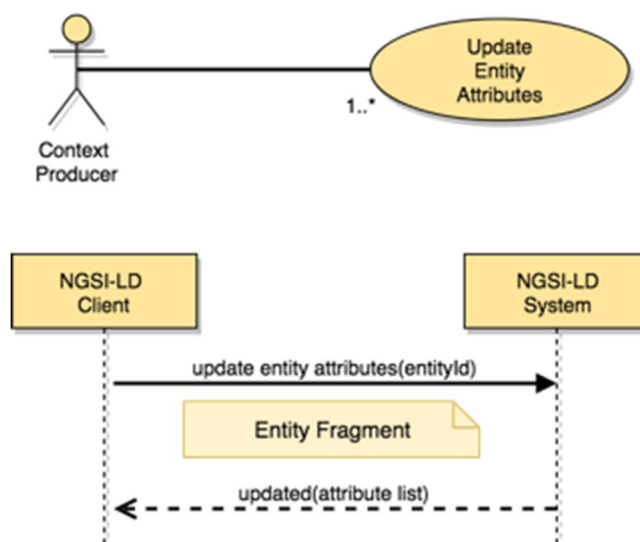 Update
Entity
Attributes
1..*
Context
Producer
NGSI-LD
Client
NGSI-LD
System
update entity attributes(entityId)
Entity Fragment
updated(attribute list)